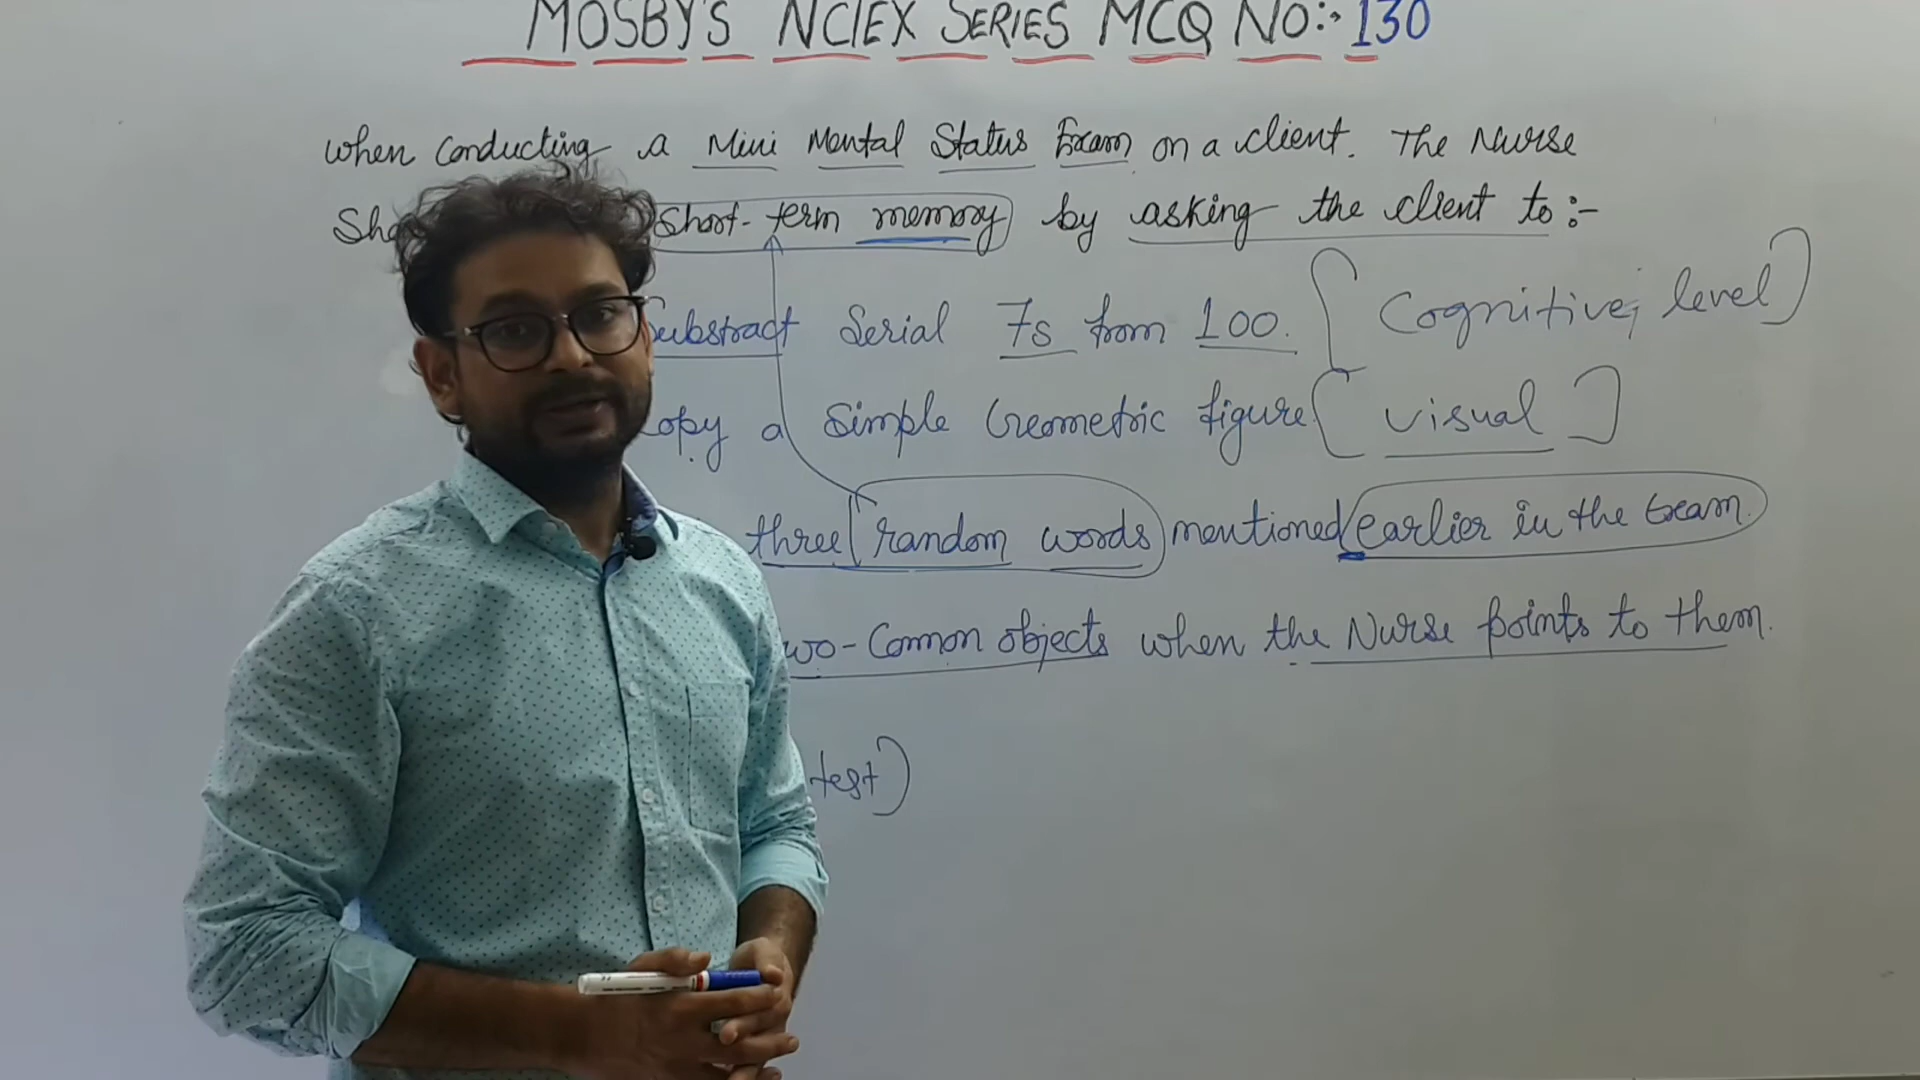 MOSBY'S NCLEX SERIES MCQ NO:- 130
When conducting a Mini Mental Status Exam on a client. The Nurse
short-term memory by asking the client to:-
Substract Serial 7s from 100. [Cognitive, level]
a simple Geometric figure [visual]
three random words mentioned earlier in the exam.
Common objects when the Nurse points to them.
test)